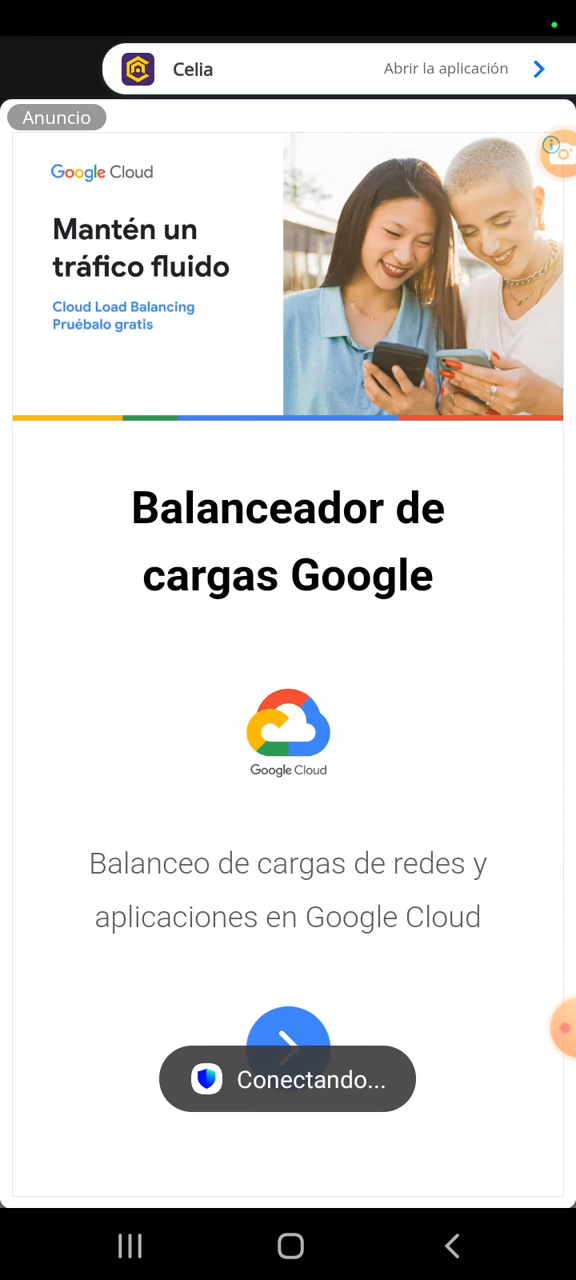 Celia
Abrir la aplicación
Anuncio
Google Cloud
Mantén un
tráfico fluido
Cloud Load Balancing
Pruébalo gratis
Balanceador de
cargas Google
Google Cloud
Balanceo de cargas de redes y
aplicaciones en Google Cloud
Conectando...